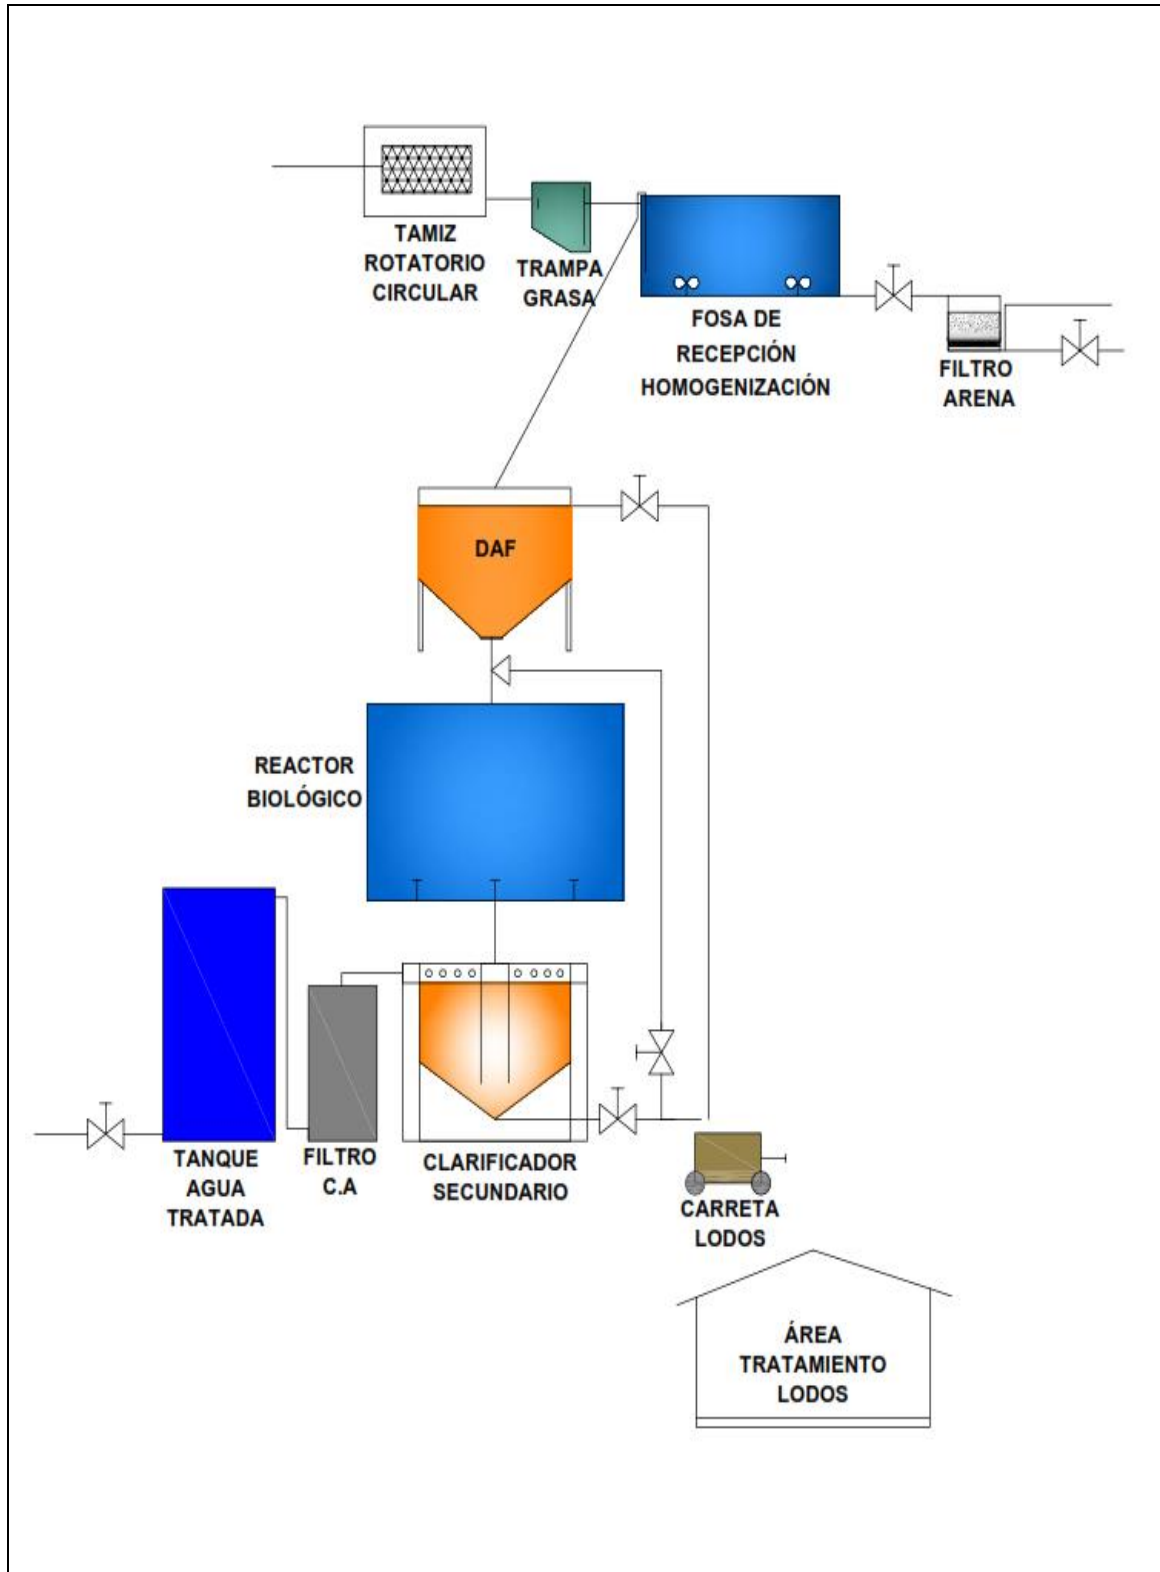 TAMIZ
ROTATORIO
CIRCULAR
TRAMPA
GRASA
FOSA DE
RECEPCIÓN
HOMOGENIZACIÓN
FILTRO
ARENA
DAF
REACTOR
BIOLÓGICO
TANQUE
AGUA
TRATADA
FILTRO
C.A
CLARIFICADOR
SECUNDARIO
CARRETA
LODOS
ÁREA
TRATAMIENTO
LODOS